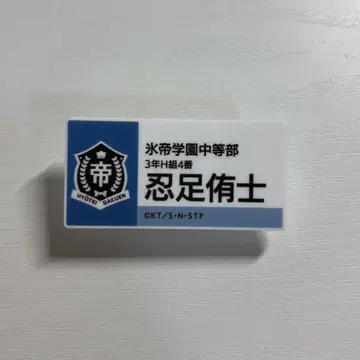 帝
HYOTEI GAKUEN
氷帝学園中等部
3年H組4番
忍足侑士
©KT/S・N・STP